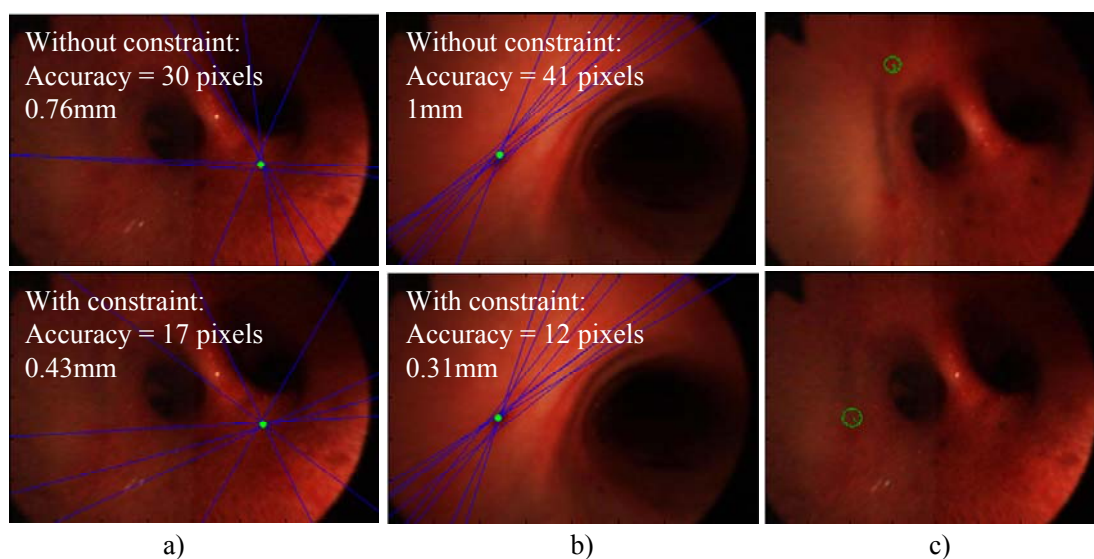 Without constraint:
Accuracy = 30 pixels
0.76mm
Without constraint:
Accuracy = 41 pixels
1mm
With constraint:
Accuracy = 17 pixels
0.43mm
With constraint:
Accuracy = 12 pixels
0.31mm
a)
b)
c)